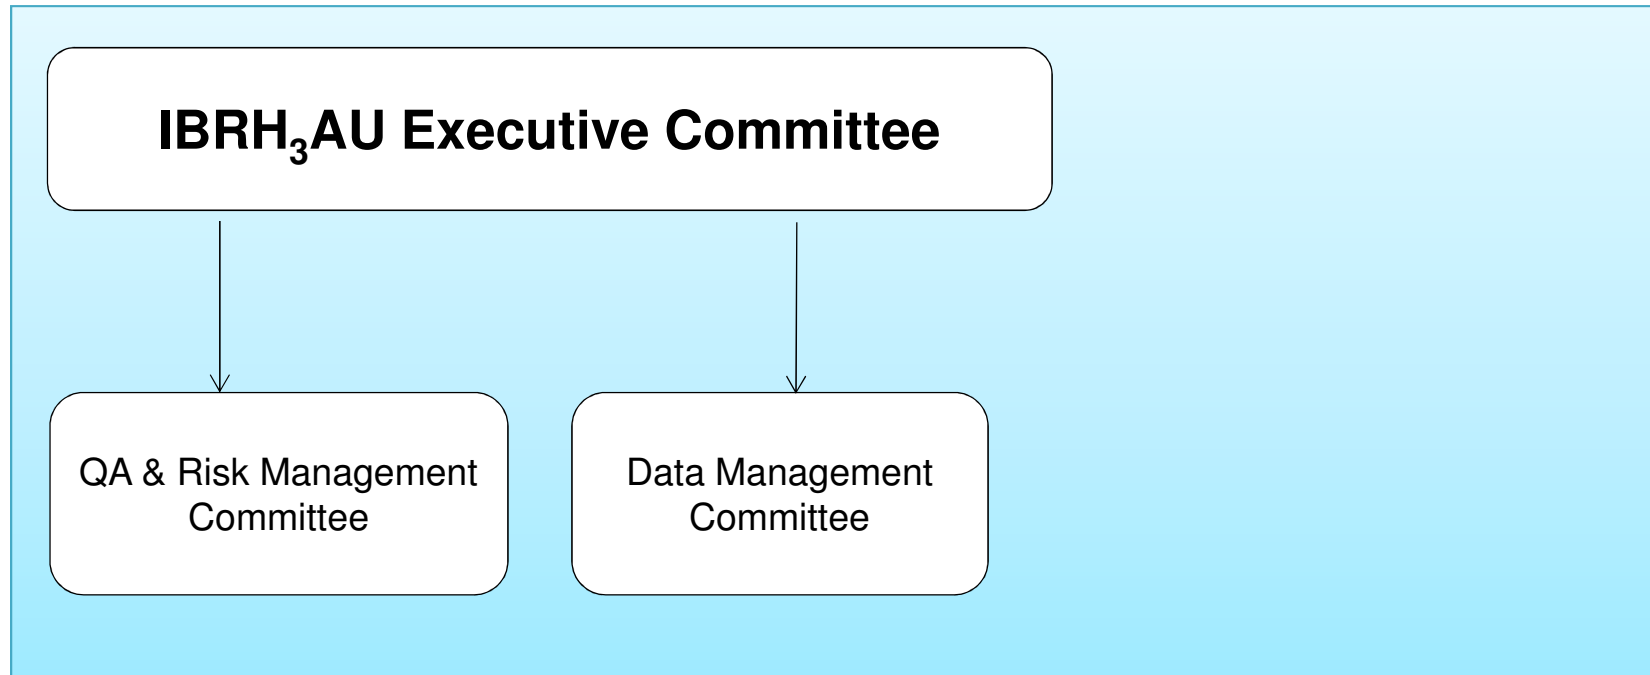 IBRH₃AU Executive Committee
QA & Risk Management
Committee
Data Management
Committee